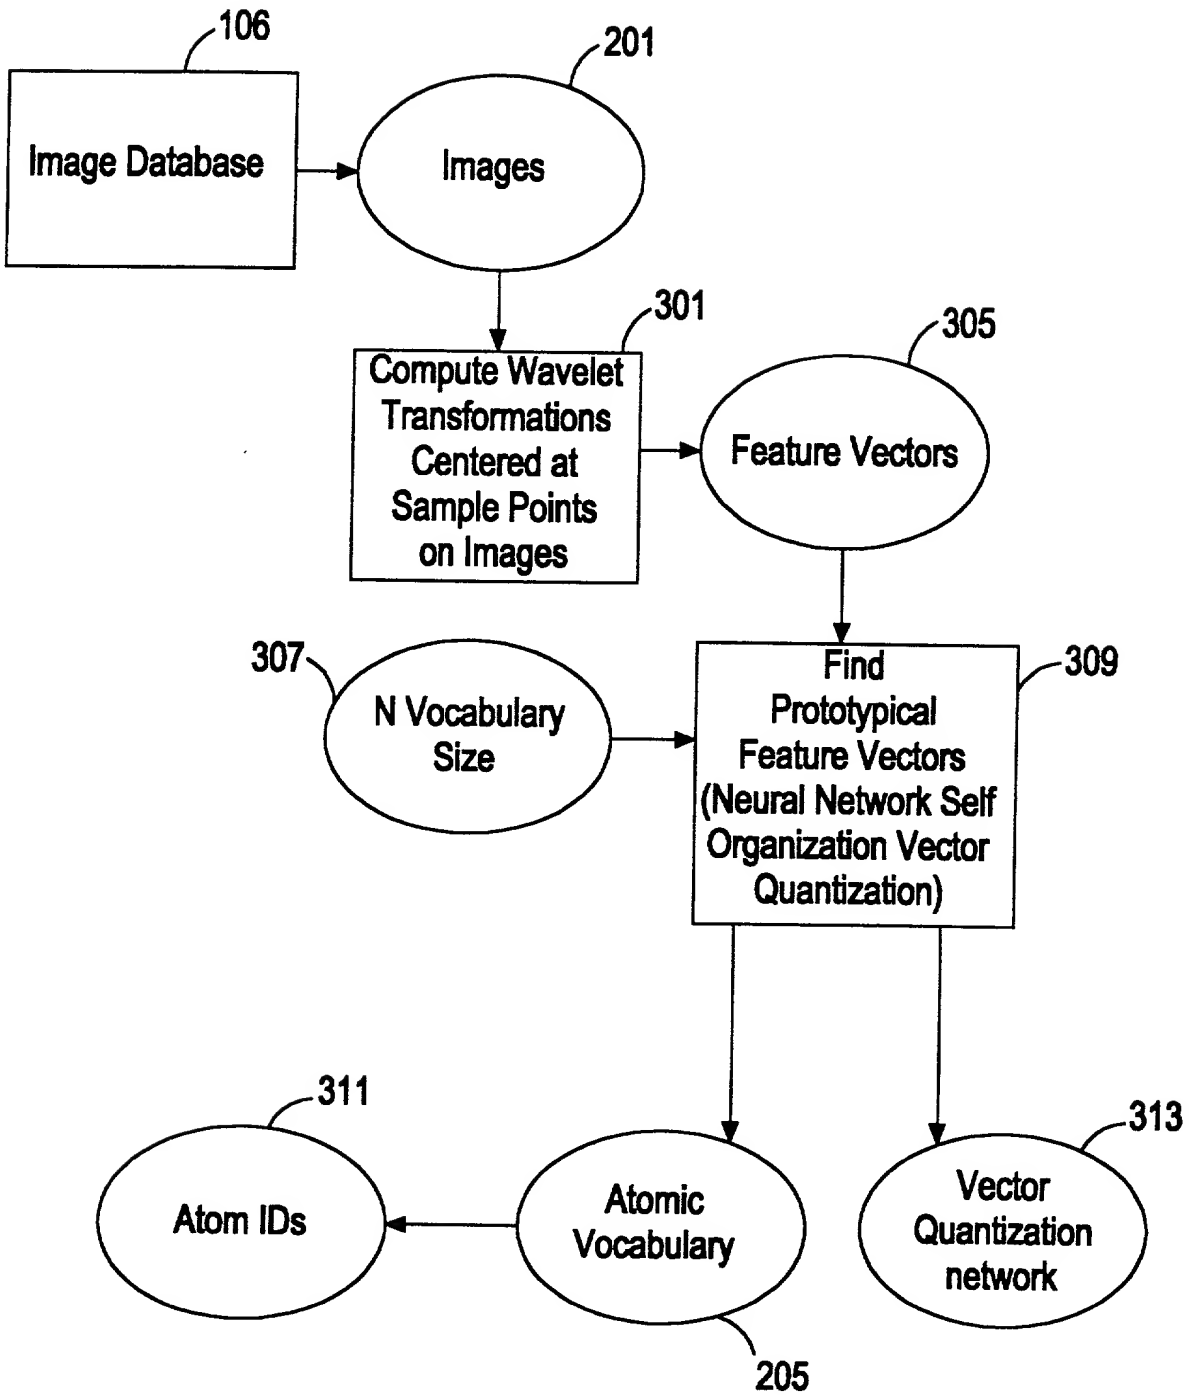 106
201
Image Database
Images
301
305
Compute Wavelet
Transformations
Centered at
Sample Points
on Images
Feature Vectors
307
309
N Vocabulary
Size
Find
Prototypical
Feature Vectors
(Neural Network Self
Organization Vector
Quantization)
311
313
Atom IDs
Atomic
Vocabulary
Vector
Quantization
network
205